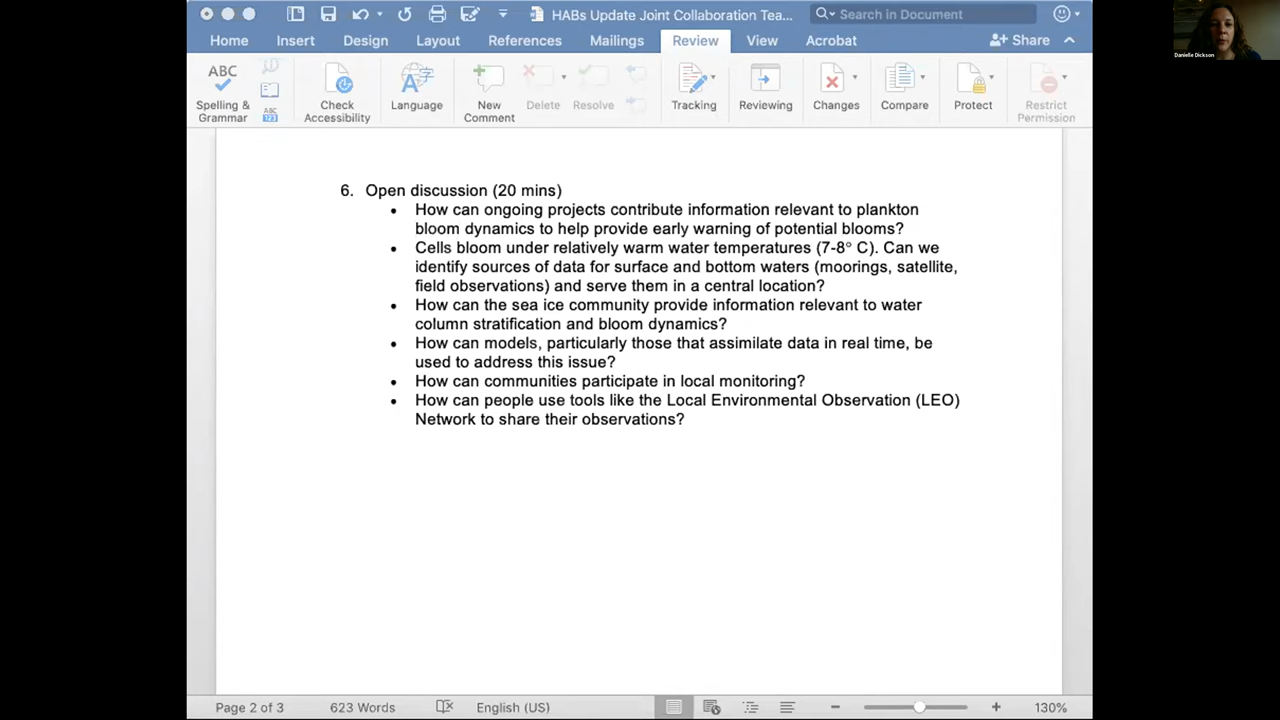 HABs Update Joint Collaboration Tea...
Search in Document
Home Insert Design Layout References Mailings Review View Acrobat Share
ABC
Spelling & Grammar
ABC
123
Check Accessibility
Language
New Comment
Delete
Resolve
Tracking
Reviewing
Changes
Compare
Protect
Restrict Permission
6. Open discussion (20 mins)
• How can ongoing projects contribute information relevant to plankton
bloom dynamics to help provide early warning of potential blooms?
• Cells bloom under relatively warm water temperatures (7-8° C). Can we
identify sources of data for surface and bottom waters (moorings, satellite,
field observations) and serve them in a central location?
• How can the sea ice community provide information relevant to water
column stratification and bloom dynamics?
• How can models, particularly those that assimilate data in real time, be
used to address this issue?
• How can communities participate in local monitoring?
• How can people use tools like the Local Environmental Observation (LEO)
Network to share their observations?
Page 2 of 3 623 Words English (US) 130%
Danielle Dickson